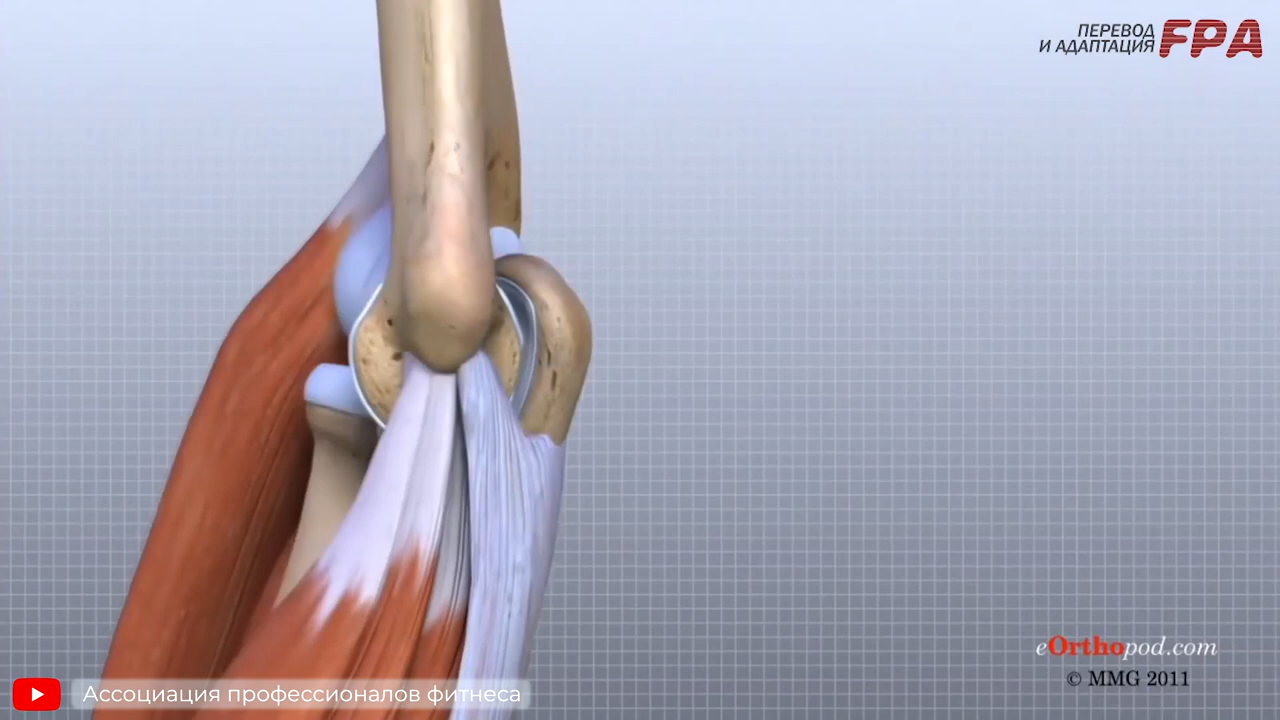 ПЕРЕВОД
И АДАПТАЦИЯ
FPA
eOrthopod.com
© MMG 2011
Ассоциация профессионалов фитнеса